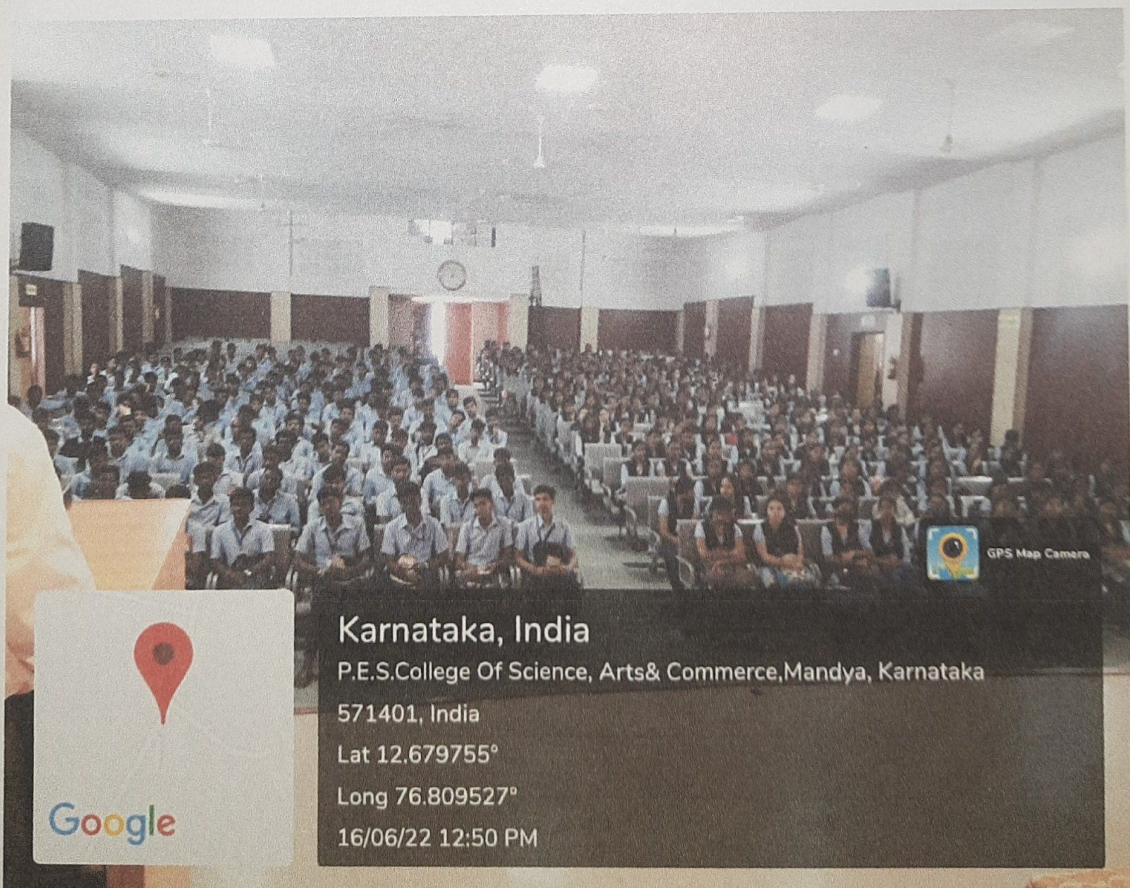 GPS Map Camera
Karnataka, India
P.E.S.College Of Science, Arts& Commerce,Mandya, Karnataka
571401, India
Lat 12.679755°
Long 76.809527°
16/06/22 12:50 PM
Google